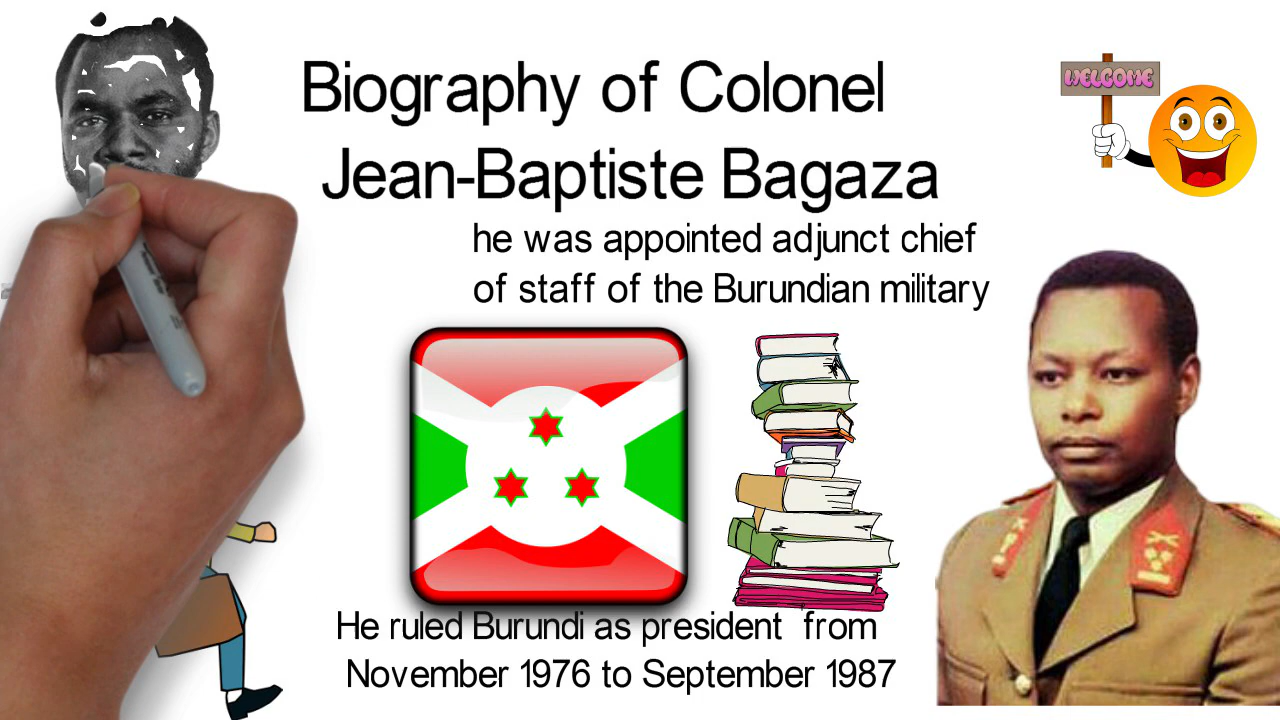 Biography of Colonel
Jean-Baptiste Bagaza
WELCOME
he was appointed adjunct chief
of staff of the Burundian military
He ruled Burundi as president from
November 1976 to September 1987